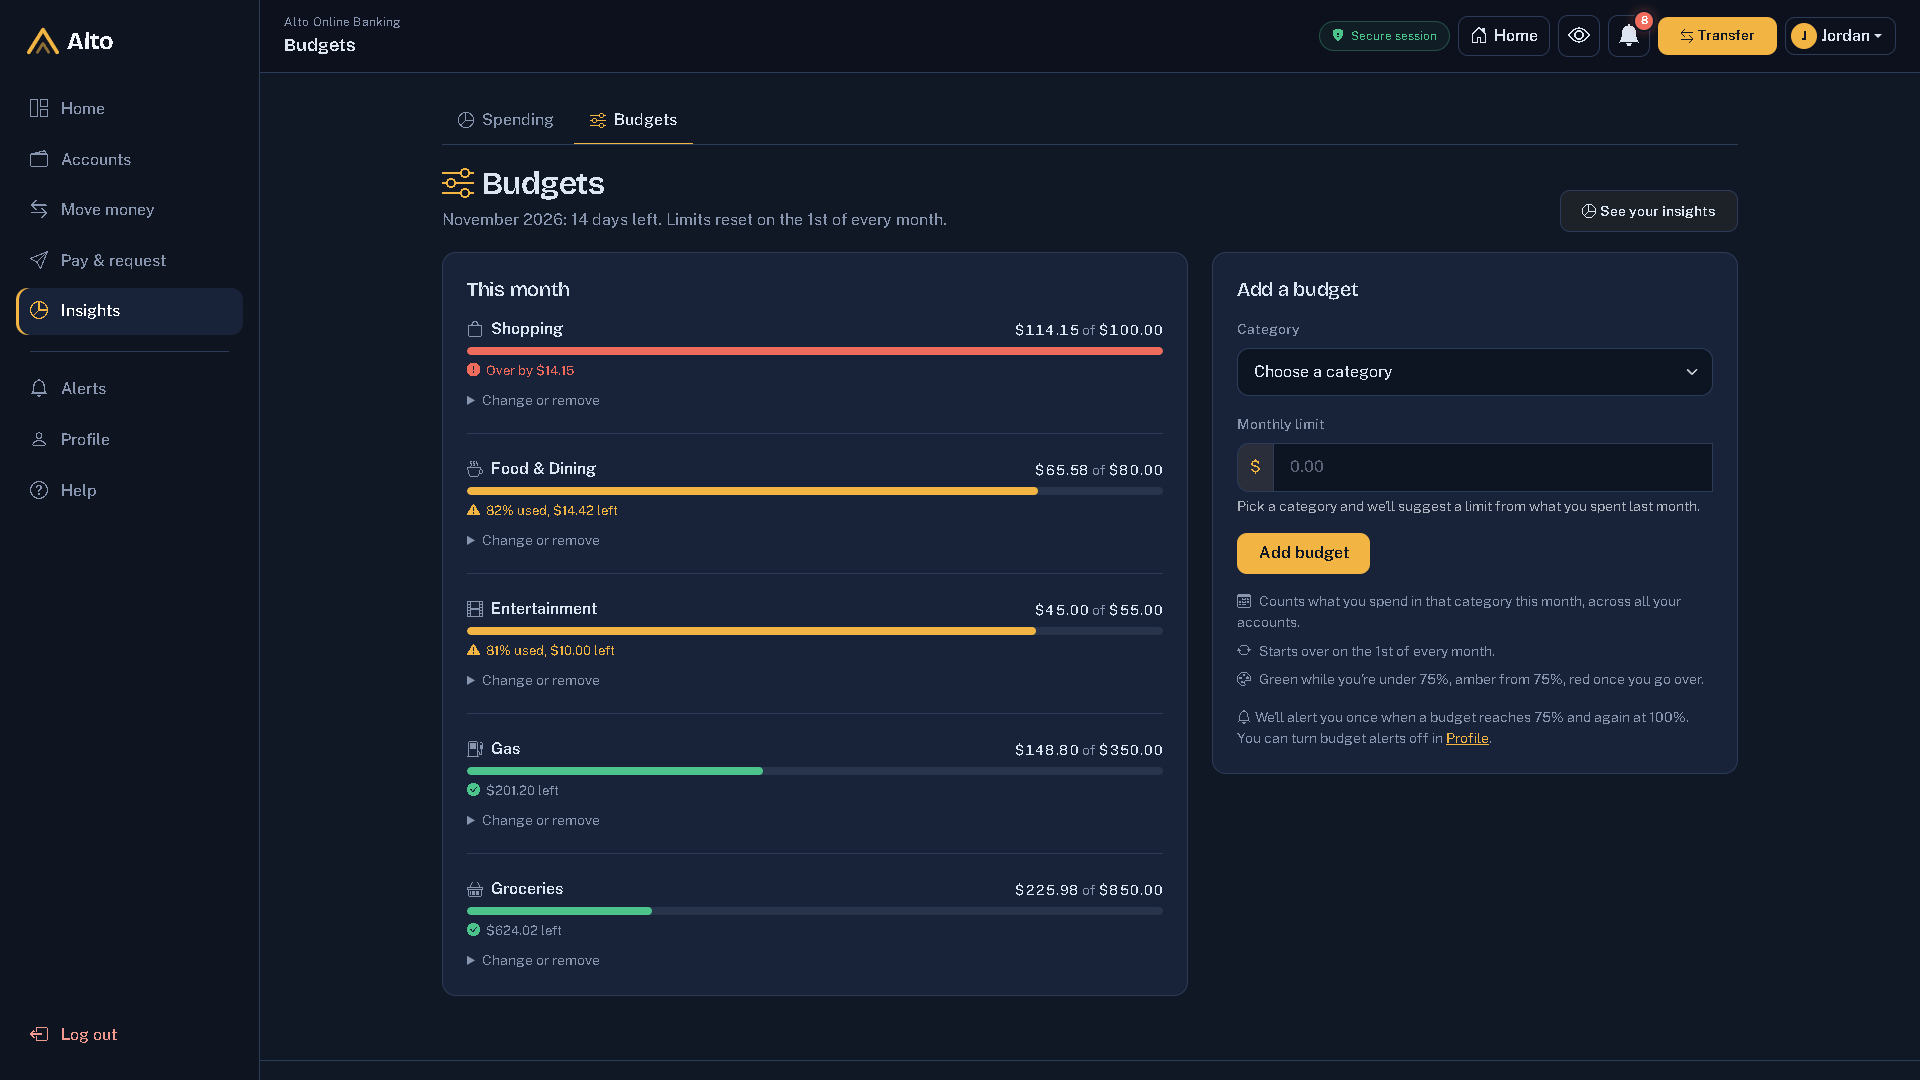 Alto
Home
Accounts
Move money
Pay & request
Insights
Alerts
Profile
Help
Log out
Alto Online Banking
Budgets
Secure session
Home
8
Transfer
J
Jordan
Spending
Budgets
Budgets
November 2026: 14 days left. Limits reset on the 1st of every month.
See your insights
This month
Shopping
$114.15 of $100.00
Over by $14.15
Change or remove
Food & Dining
$65.58 of $80.00
82% used, $14.42 left
Change or remove
Entertainment
$45.00 of $55.00
81% used, $10.00 left
Change or remove
Gas
$148.80 of $350.00
$201.20 left
Change or remove
Groceries
$225.98 of $850.00
$624.02 left
Change or remove
Add a budget
Category
Choose a category
Monthly limit
$
0.00
Pick a category and we'll suggest a limit from what you spent last month.
Add budget
Counts what you spend in that category this month, across all your
accounts.
Starts over on the 1st of every month.
Green while you're under 75%, amber from 75%, red once you go over.
We'll alert you once when a budget reaches 75% and again at 100%.
You can turn budget alerts off in Profile.